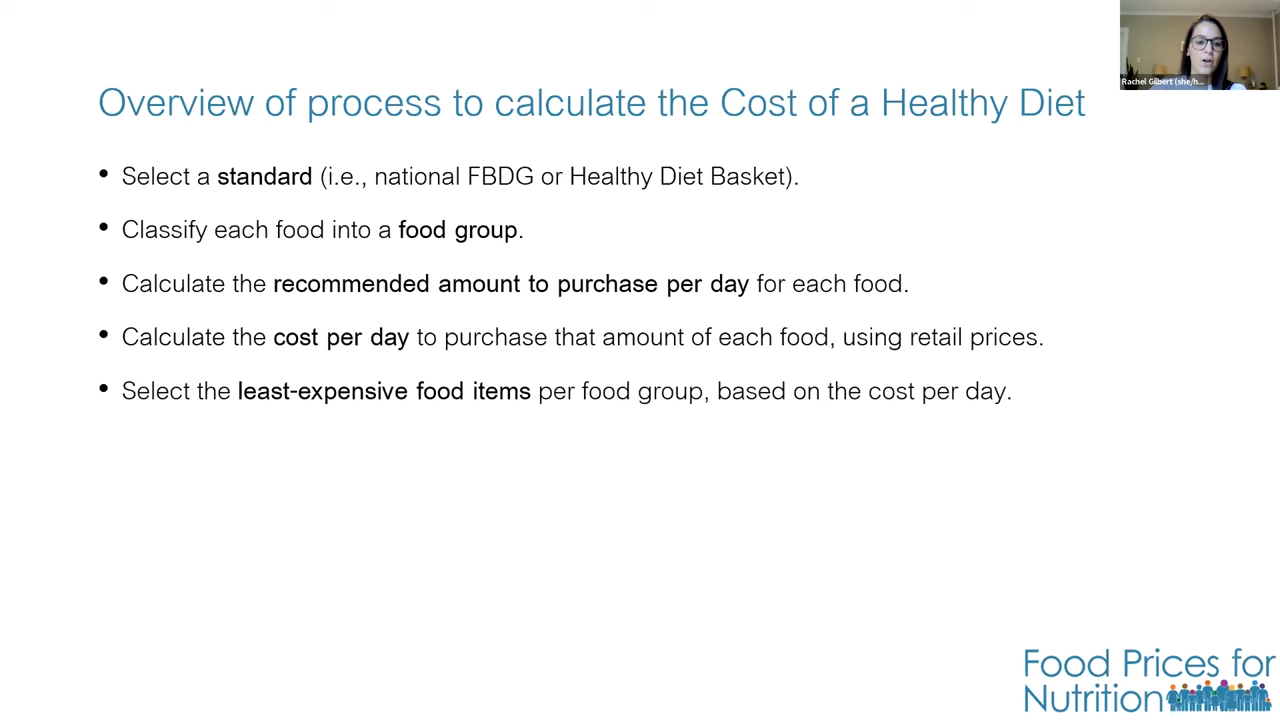 Rachel Gilbert (she/h...
Overview of process to calculate the Cost of a Healthy Diet
• Select a standard (i.e., national FBDG or Healthy Diet Basket).
• Classify each food into a food group.
• Calculate the recommended amount to purchase per day for each food.
• Calculate the cost per day to purchase that amount of each food, using retail prices.
• Select the least-expensive food items per food group, based on the cost per day.
Food Prices for
Nutrition